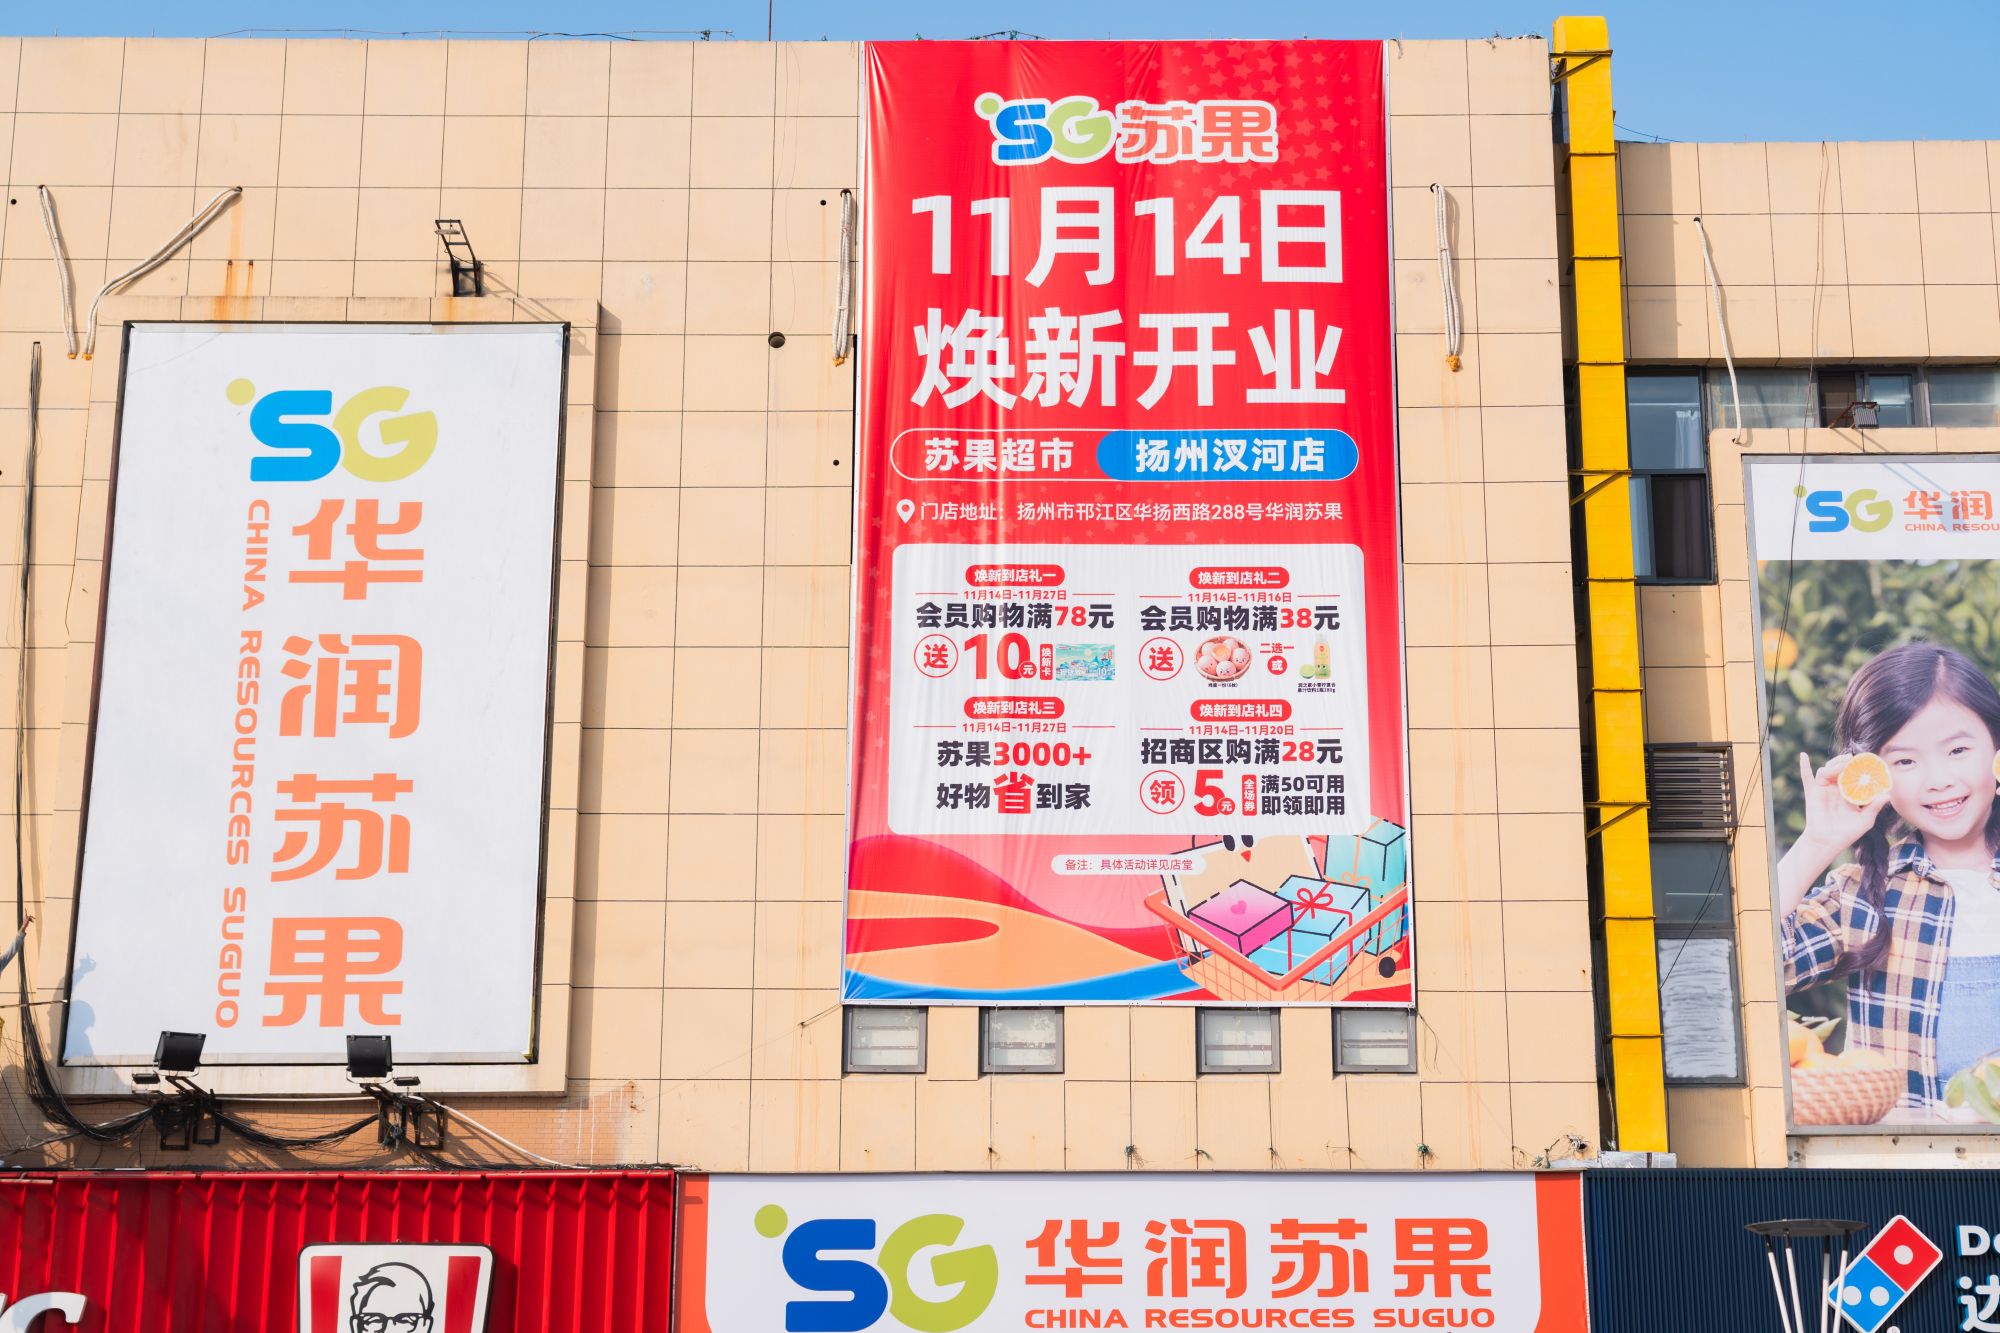 SG
华润苏果
CHINA RESOURCES SUGUO
SG苏果
11月14日
焕新开业
苏果超市 扬州汊河店
门店地址：扬州市邗江区华扬西路288号华润苏果
焕新到店礼一
11月14日-11月27日
会员购物满78元
送10元焕新卡
焕新到店礼二
11月14日-11月16日
会员购物满38元
送
二选一
或
焕新到店礼三
11月14日-11月27日
苏果3000+
好物省到家
焕新到店礼四
11月14日-11月20日
招商区购满28元
领5元全场券
满50可用
即领即用
备注：具体活动详见店堂
SG 华润
CHINA RESOU
SG 华润苏果
CHINA RESOURCES SUGUO
C
Do
达